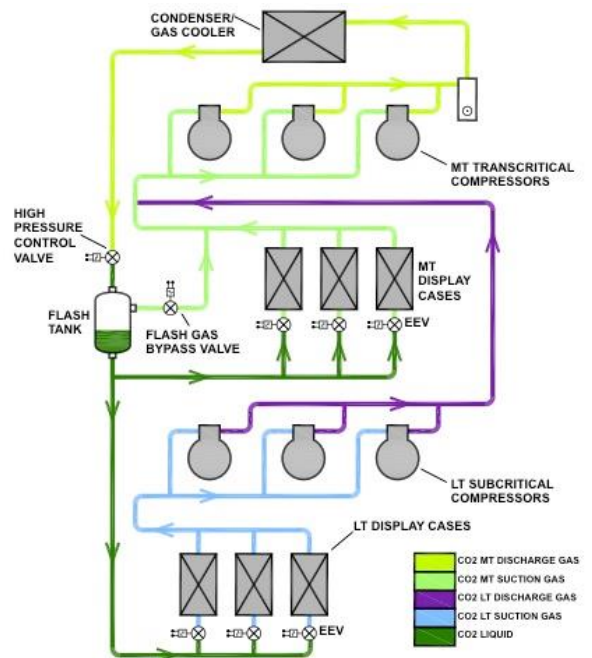 CONDENSER/
GAS COOLER
MT TRANSCRITICAL
COMPRESSORS
HIGH
PRESSURE
CONTROL
VALVE
MT
DISPLAY
CASES
FLASH
TANK
FLASH GAS
BYPASS VALVE
EEV
LT SUBCRITICAL
COMPRESSORS
LT DISPLAY CASES
EEV
CO2 MT DISCHARGE GAS
CO2 MT SUCTION GAS
CO2 LT DISCHARGE GAS
CO2 LT SUCTION GAS
CO2 LIQUID